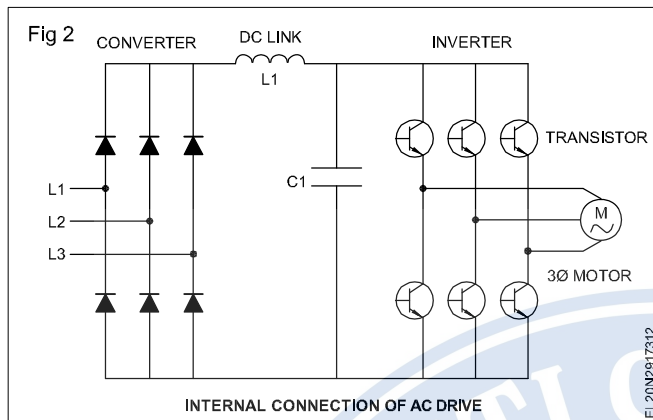 Fig 2
CONVERTER
DC LINK
INVERTER
L1
TRANSISTOR
C1
L1
L2
L3
M
3Ø MOTOR
INTERNAL CONNECTION OF AC DRIVE
EL20N2917312